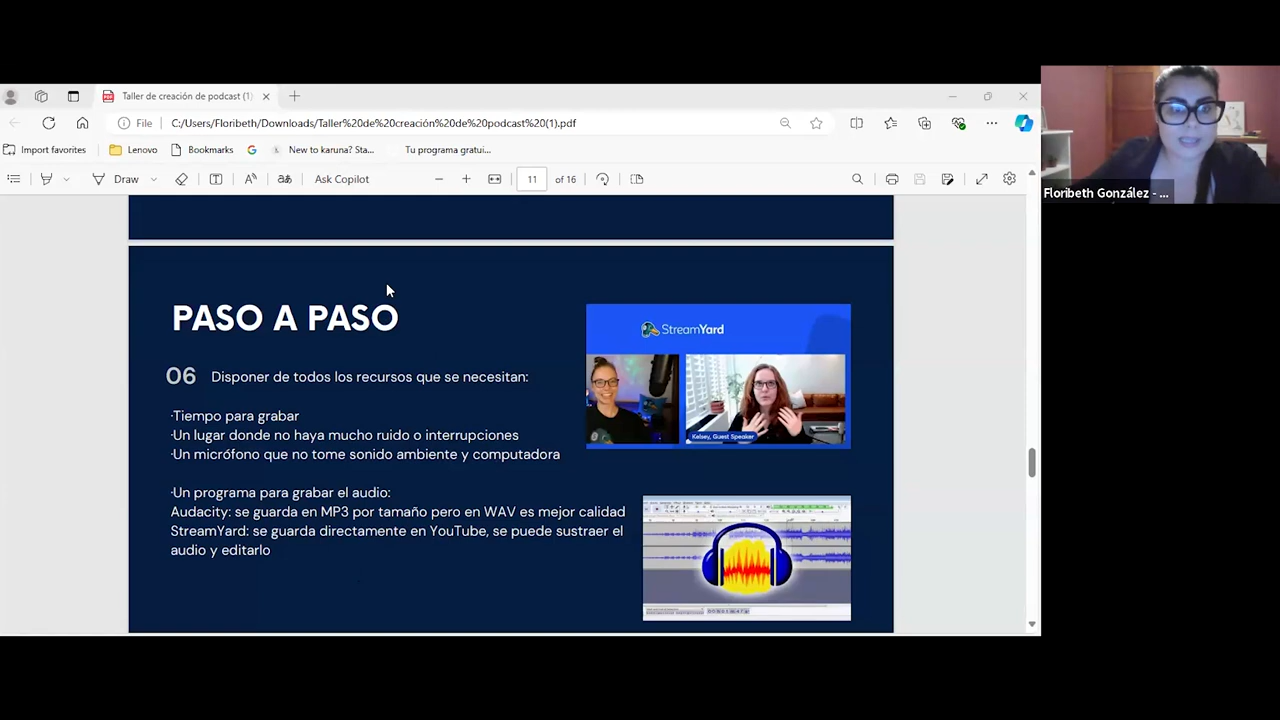 Taller de creación de podcast (1)
File
C:/Users/Floribeth/Downloads/Taller%20de%20creación%20de%20podcast%20(1).pdf
Import favorites
Lenovo
Bookmarks
New to karuna? Sta...
Tu programa gratui...
Draw
Ask Copilot
11
of 16
Floribeth González - ...
PASO A PASO
06 Disponer de todos los recursos que se necesitan:
·Tiempo para grabar
·Un lugar donde no haya mucho ruido o interrupciones
·Un micrófono que no tome sonido ambiente y computadora
·Un programa para grabar el audio:
Audacity: se guarda en MP3 por tamaño pero en WAV es mejor calidad
StreamYard: se guarda directamente en YouTube, se puede sustraer el
audio y editarlo
StreamYard
Kelsey, Guest Speaker